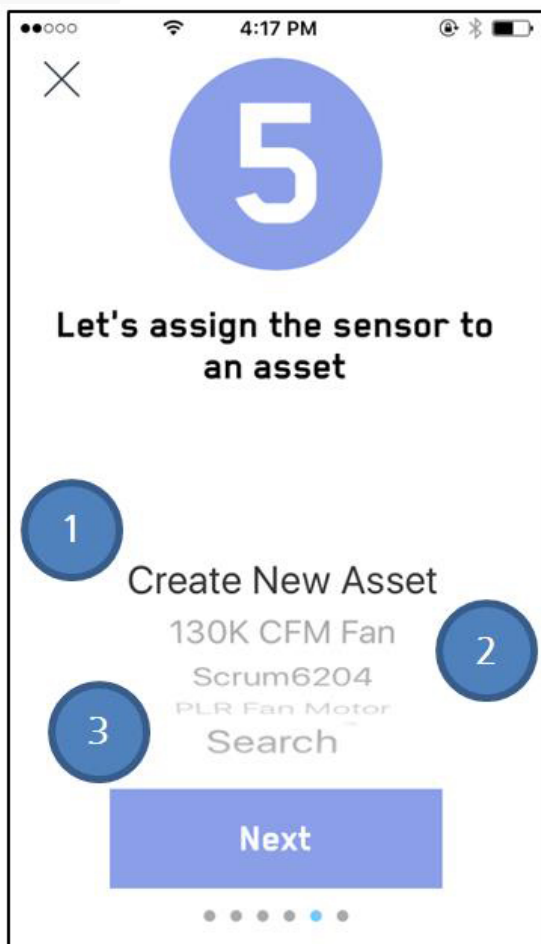 4:17 PM
5
Let's assign the sensor to
an asset
1
Create New Asset
130K CFM Fan
2
Scrum6204
PLR Fan Motor
3
Search
Next